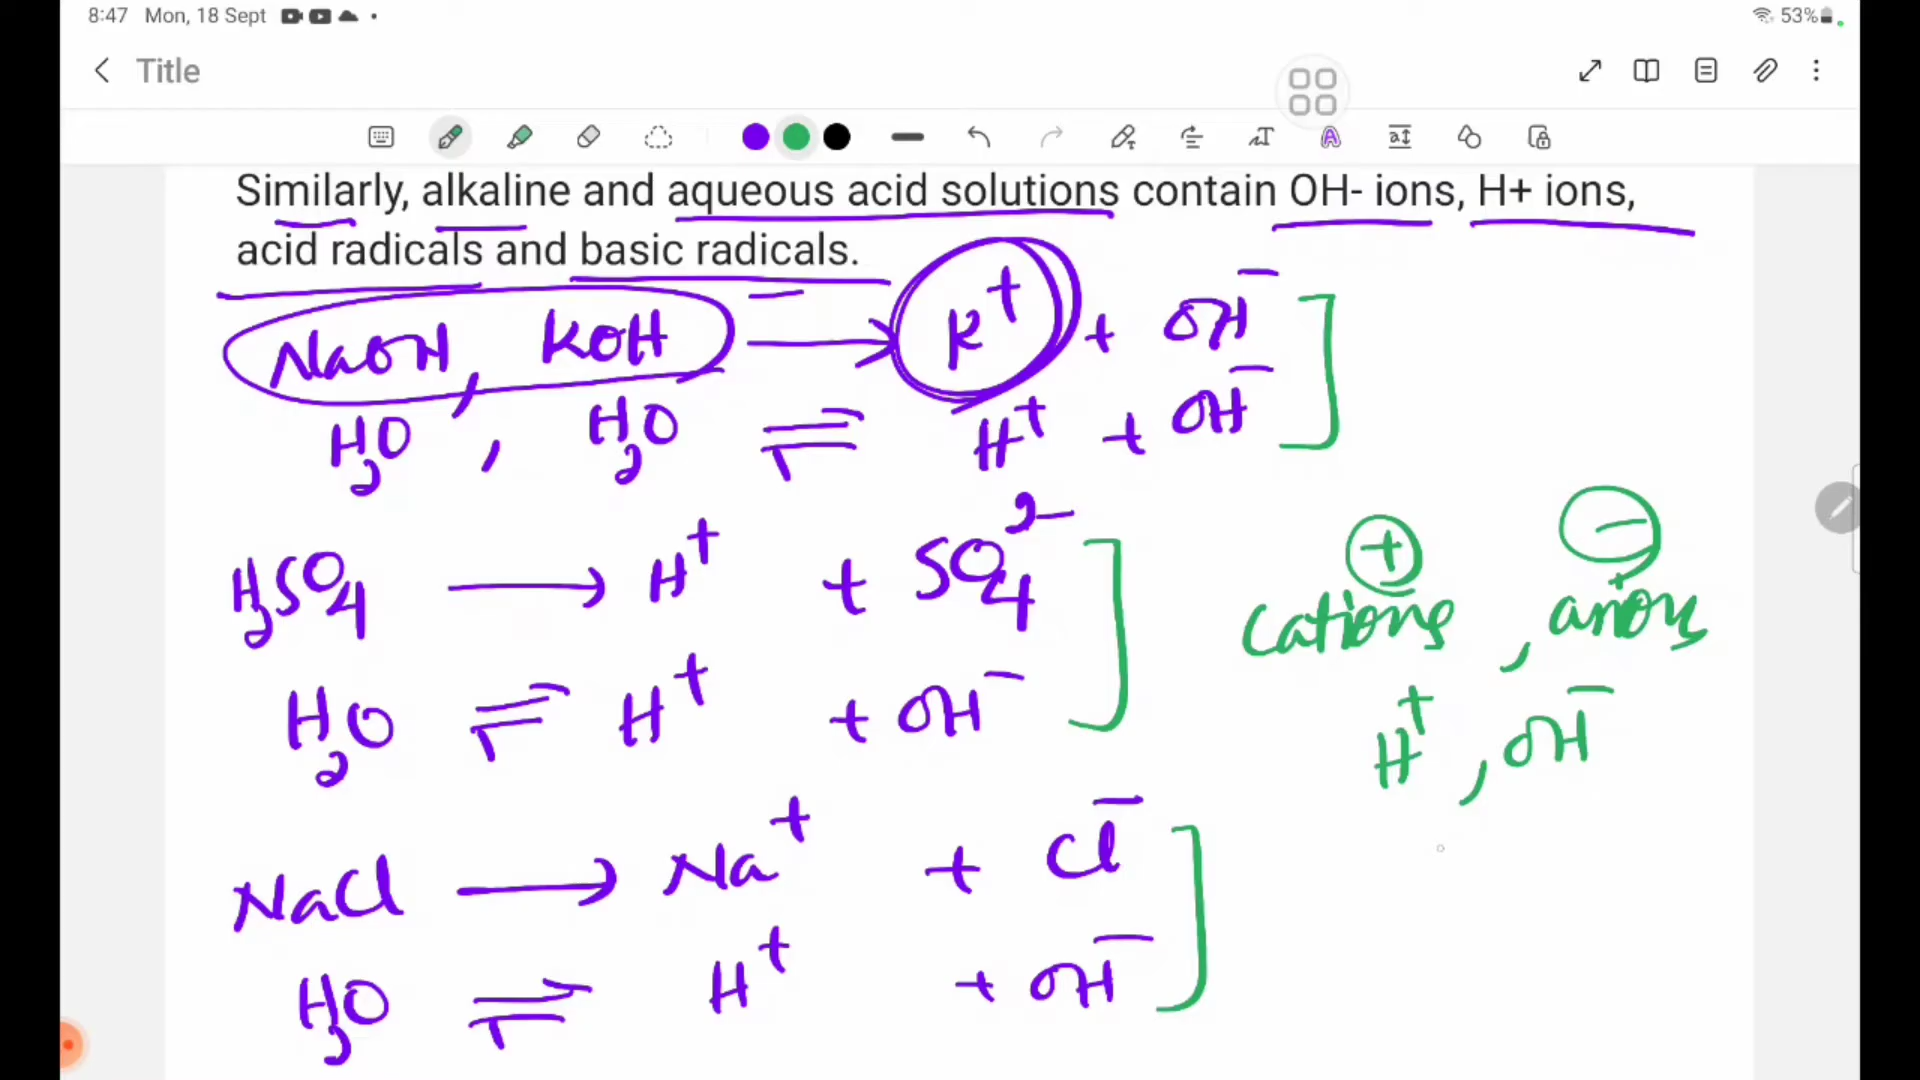 8:47 Mon, 18 Sept 53%
Title
Similarly, alkaline and aqueous acid solutions contain OH- ions, H+ ions,
acid radicals and basic radicals.
NaOH, KOH → K⁺ + OH⁻
H₂O , H₂O ⇌ H⁺ + OH⁻
H₂SO₄ → H⁺ + SO₄²⁻
H₂O ⇌ H⁺ + OH⁻
NaCl → Na⁺ + Cl⁻
H₂O ⇌ H⁺ + OH⁻
+ −
Cations , anions
H⁺ , OH⁻